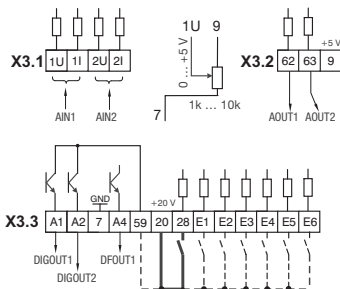 1U 9
X3.1 1U 1I 2U 2I
AIN1 AIN2
0 ... +5 V
7
1k ... 10k
+5 V
X3.2 62 63 9
AOUT1 AOUT2
GND
+20 V
X3.3 A1 A2 7 A4 59 20 28 E1 E2 E3 E4 E5 E6
DIGOUT1 DFOUT1
DIGOUT2